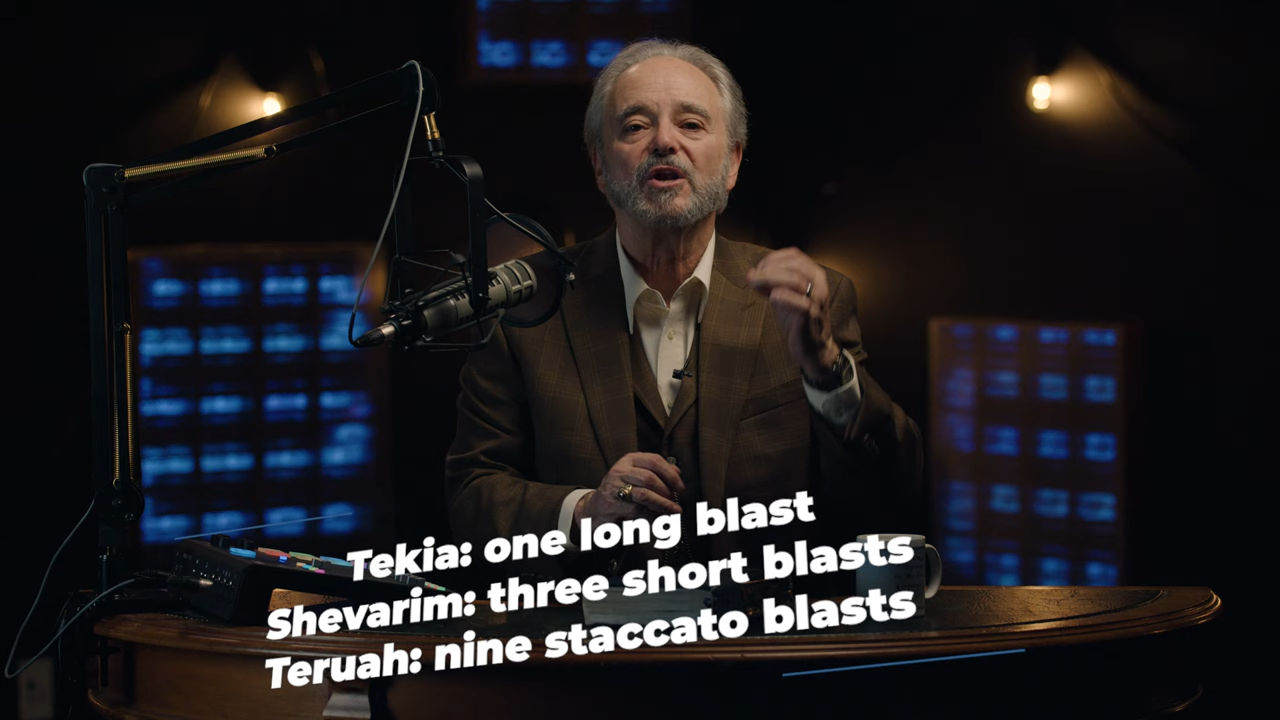 Tekia: one long blast
Shevarim: three short blasts
Teruah: nine staccato blasts